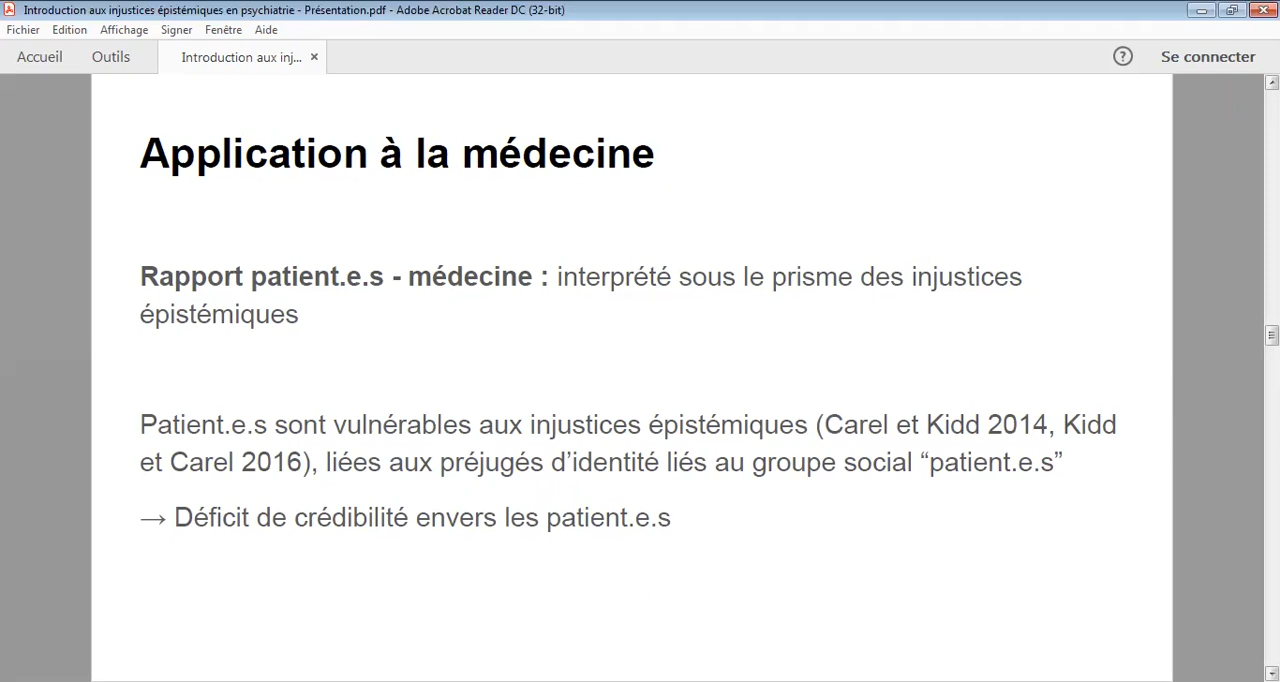 Introduction aux injustices épistémiques en psychiatrie - Présentation.pdf - Adobe Acrobat Reader DC (32-bit)
Fichier Edition Affichage Signer Fenêtre Aide
Accueil Outils Introduction aux inj... × ? Se connecter
Application à la médecine
Rapport patient.e.s - médecine : interprété sous le prisme des injustices
épistémiques
Patient.e.s sont vulnérables aux injustices épistémiques (Carel et Kidd 2014, Kidd
et Carel 2016), liées aux préjugés d’identité liés au groupe social “patient.e.s”
→ Déficit de crédibilité envers les patient.e.s